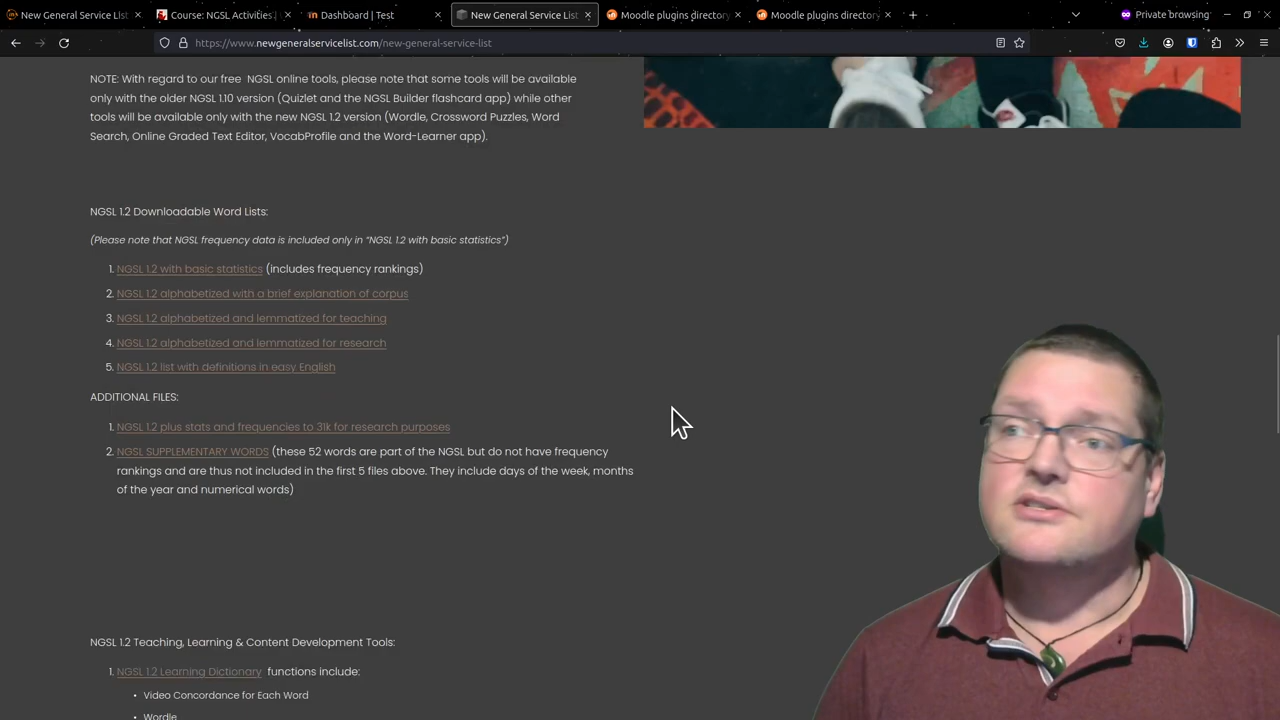 New General Service List
Course: NGSL Activities
Dashboard | Test
New General Service List
Moodle plugins directory
Moodle plugins directory
Private browsing
https://www.newgeneralservicelist.com/new-general-service-list
NOTE: With regard to our free NGSL online tools, please note that some tools will be available
only with the older NGSL 1.10 version (Quizlet and the NGSL Builder flashcard app) while other
tools will be available only with the new NGSL 1.2 version (Wordle, Crossword Puzzles, Word
Search, Online Graded Text Editor, VocabProfile and the Word-Learner app).
NGSL 1.2 Downloadable Word Lists:
(Please note that NGSL frequency data is included only in “NGSL 1.2 with basic statistics”)
1. NGSL 1.2 with basic statistics (includes frequency rankings)
2. NGSL 1.2 alphabetized with a brief explanation of corpus
3. NGSL 1.2 alphabetized and lemmatized for teaching
4. NGSL 1.2 alphabetized and lemmatized for research
5. NGSL 1.2 list with definitions in easy English
ADDITIONAL FILES:
1. NGSL 1.2 plus stats and frequencies to 31k for research purposes
2. NGSL SUPPLEMENTARY WORDS (these 52 words are part of the NGSL but do not have frequency
rankings and are thus not included in the first 5 files above. They include days of the week, months
of the year and numerical words)
NGSL 1.2 Teaching, Learning & Content Development Tools:
1. NGSL 1.2 Learning Dictionary functions include:
• Video Concordance for Each Word
• Wordle